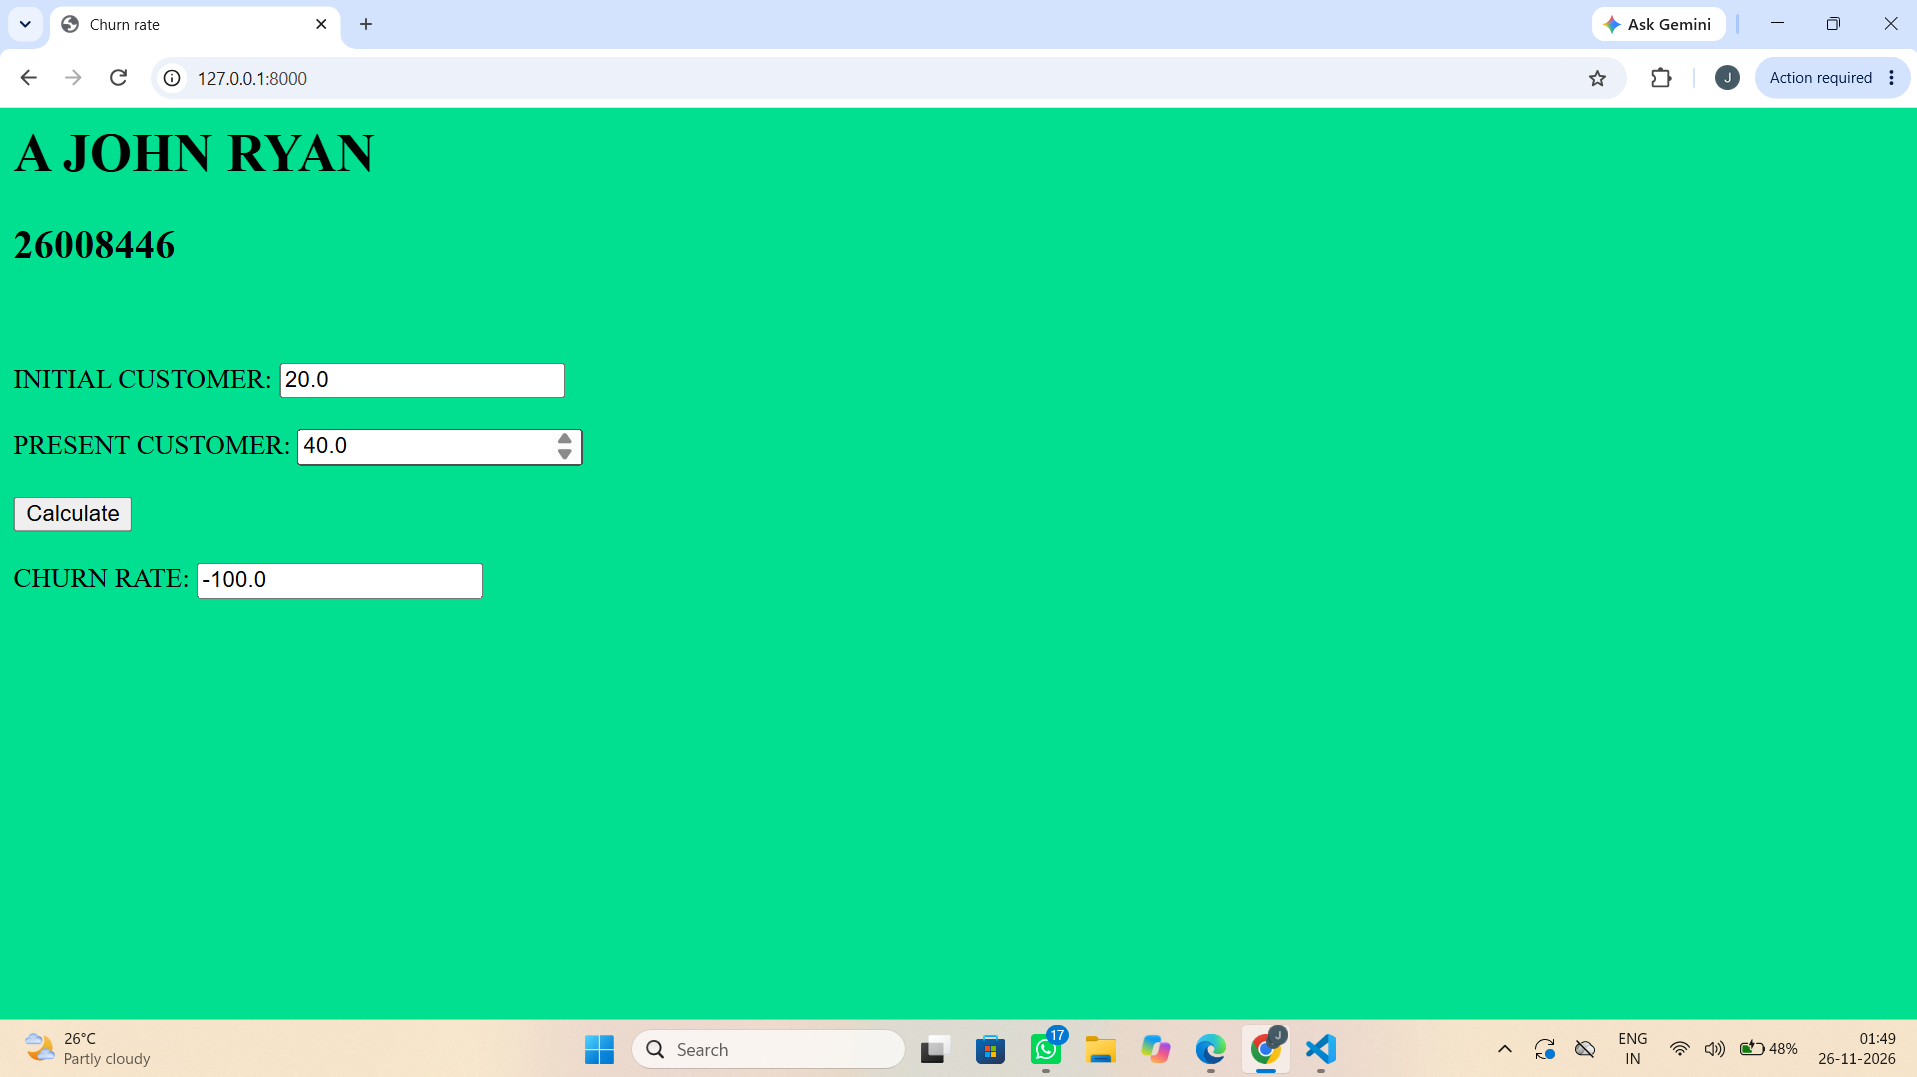 Churn rate
Ask Gemini
127.0.0.1:8000
J
Action required
A JOHN RYAN
26008446
INITIAL CUSTOMER: 20.0
PRESENT CUSTOMER: 40.0
Calculate
CHURN RATE: -100.0
26°C
Partly cloudy
Search
17
J
ENG
IN
48%
01:49
26-11-2026